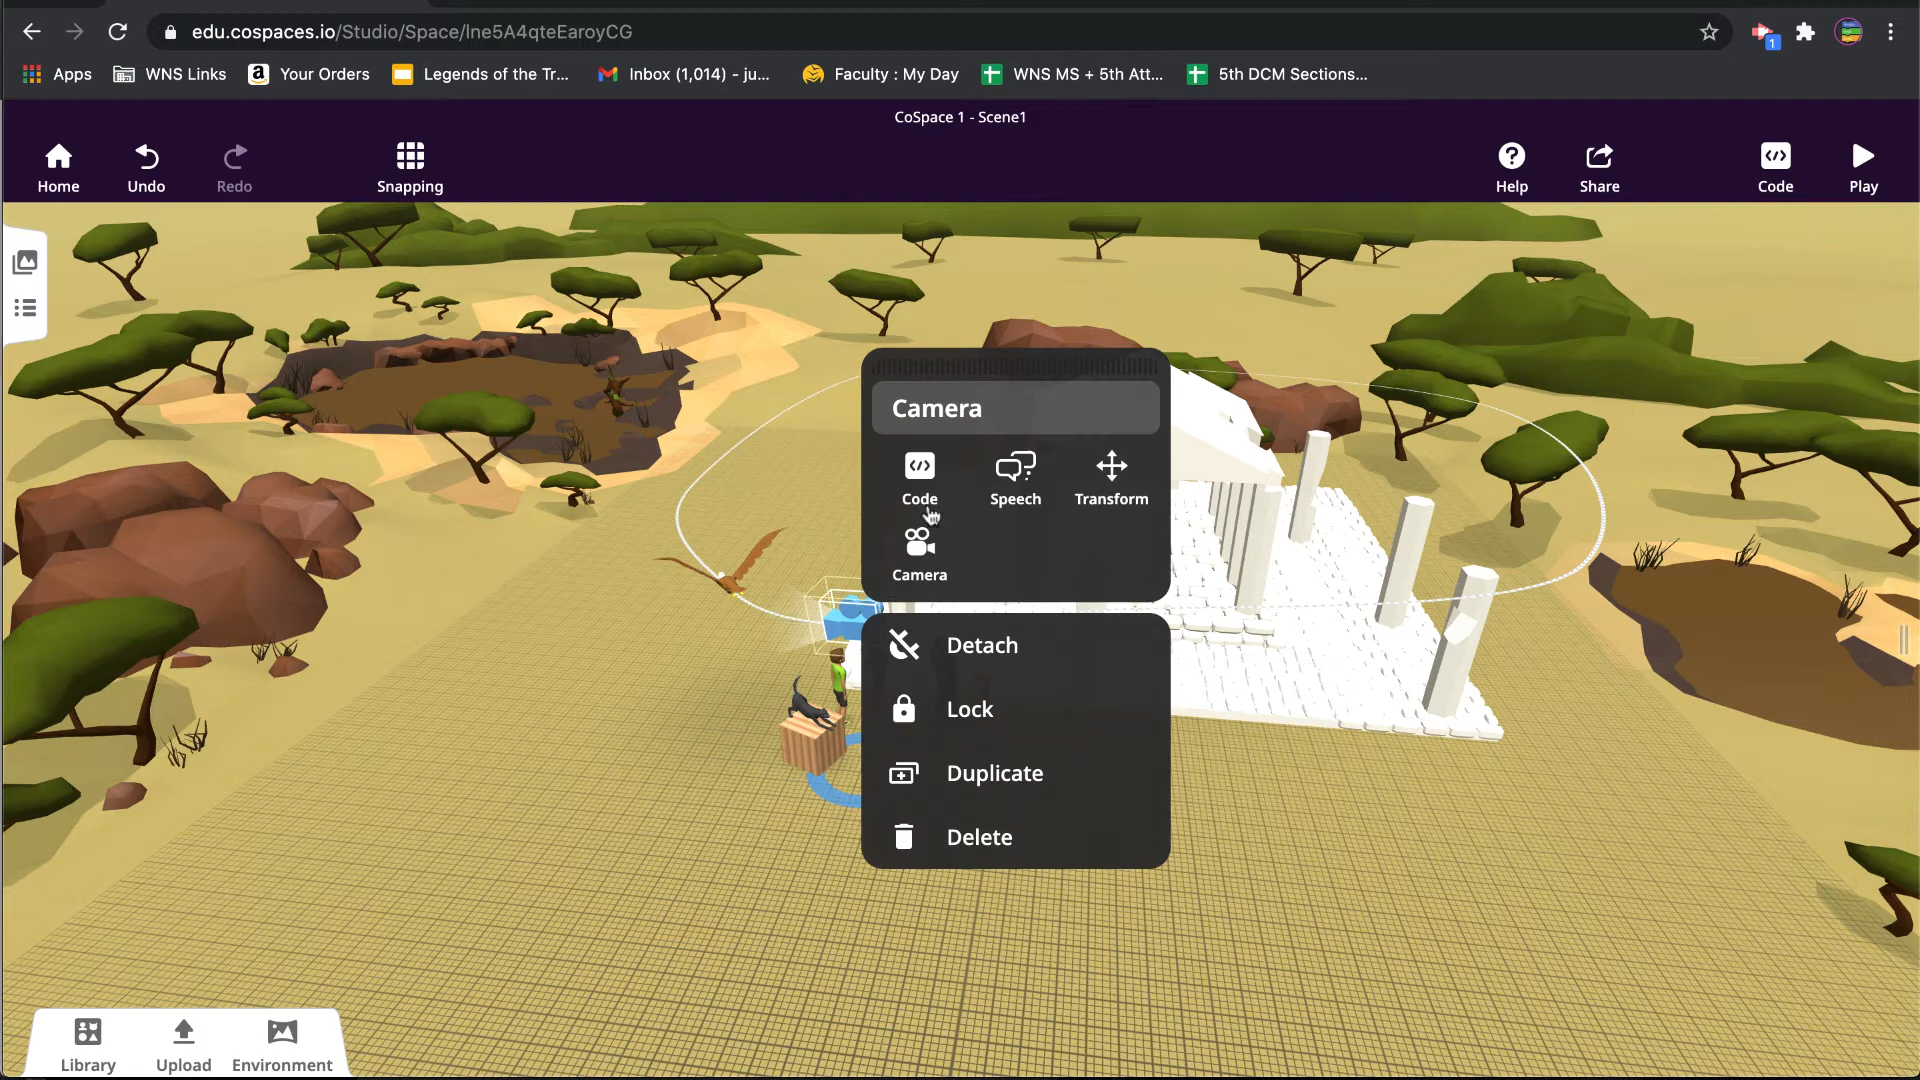 edu.cospaces.io/Studio/Space/lne5A4qteEaroyCG
1
Apps WNS Links Your Orders Legends of the Tr... Inbox (1,014) - ju... Faculty : My Day WNS MS + 5th Att... 5th DCM Sections...
CoSpace 1 - Scene1
Home Undo Redo Snapping Help Share Code Play
Camera
Code Speech Transform
Camera
Detach
Lock
Duplicate
Delete
Library Upload Environment